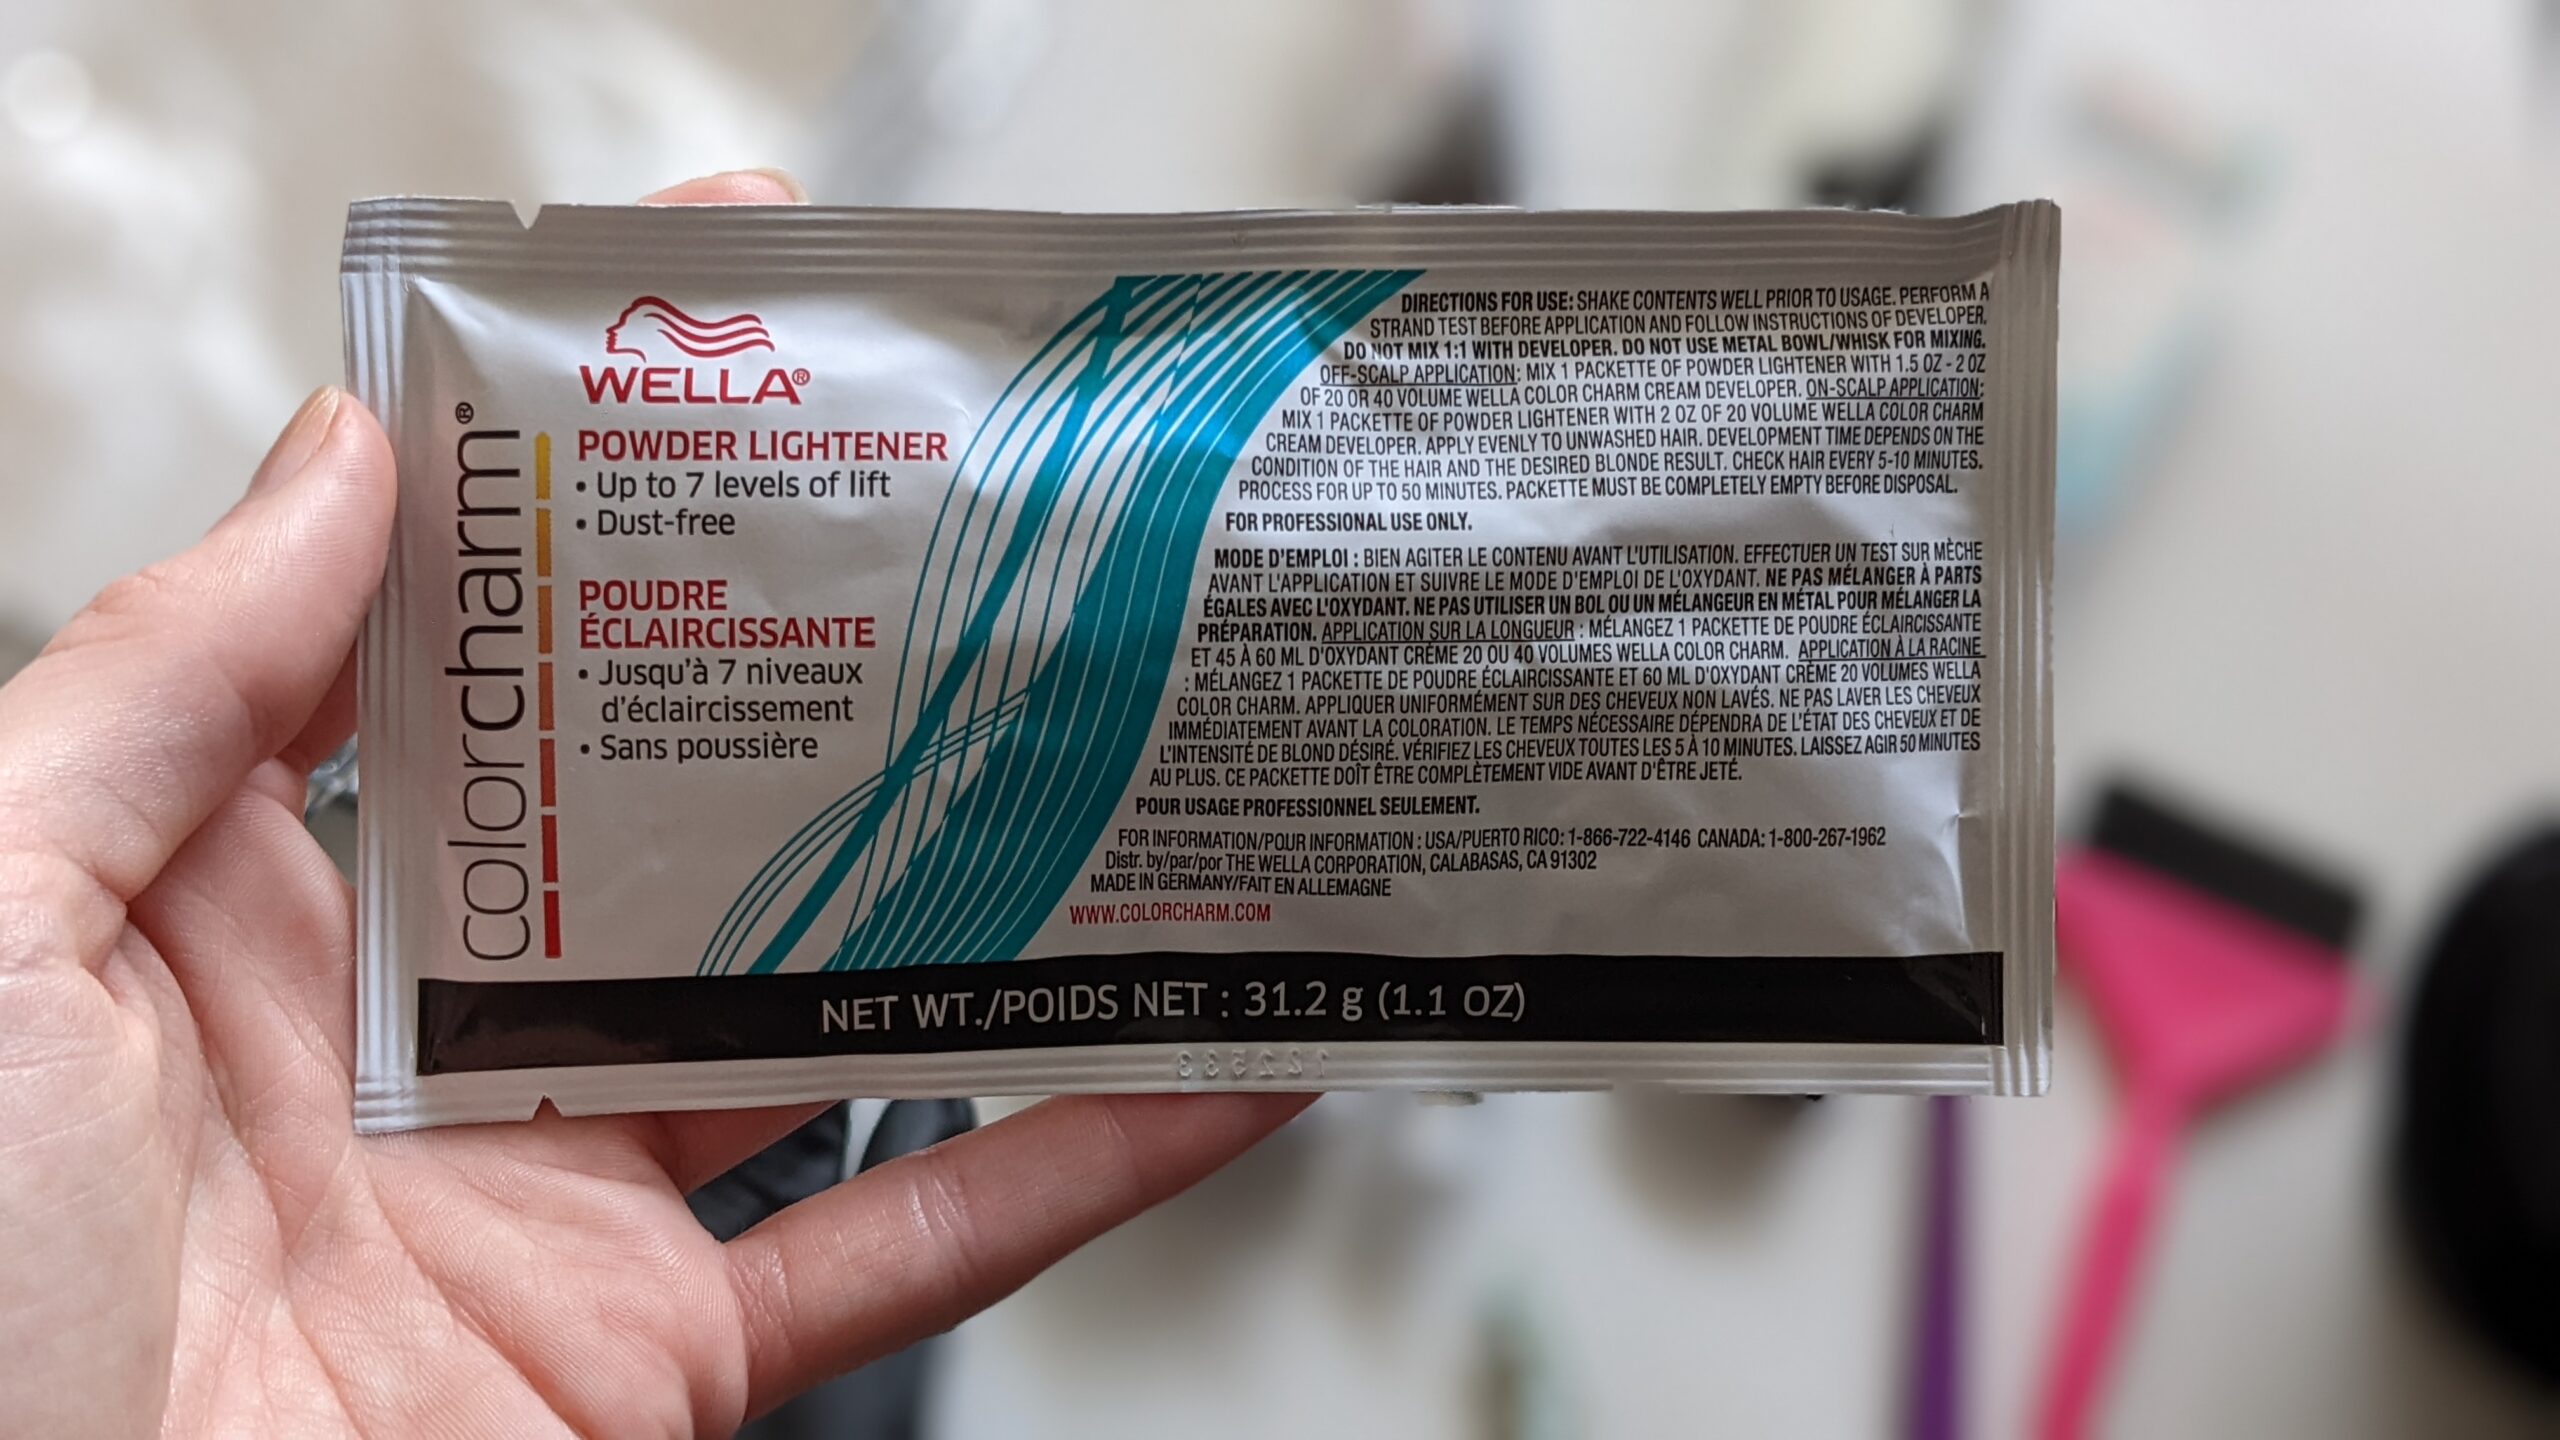 colorcharm®
WELLA®
POWDER LIGHTENER
• Up to 7 levels of lift
• Dust-free
POUDRE
ÉCLAIRCISSANTE
• Jusqu'à 7 niveaux
d'éclaircissement
• Sans poussière
DIRECTIONS FOR USE: SHAKE CONTENTS WELL PRIOR TO USAGE. PERFORM A
STRAND TEST BEFORE APPLICATION AND FOLLOW INSTRUCTIONS OF DEVELOPER.
DO NOT MIX 1:1 WITH DEVELOPER. DO NOT USE METAL BOWL/WHISK FOR MIXING.
OFF-SCALP APPLICATION: MIX 1 PACKETTE OF POWDER LIGHTENER WITH 1.5 OZ - 2 OZ
OF 20 OR 40 VOLUME WELLA COLOR CHARM CREAM DEVELOPER. ON-SCALP APPLICATION:
MIX 1 PACKETTE OF POWDER LIGHTENER WITH 2 OZ OF 20 VOLUME WELLA COLOR CHARM
CREAM DEVELOPER. APPLY EVENLY TO UNWASHED HAIR. DEVELOPMENT TIME DEPENDS ON THE
CONDITION OF THE HAIR AND THE DESIRED BLONDE RESULT. CHECK HAIR EVERY 5-10 MINUTES.
PROCESS FOR UP TO 50 MINUTES. PACKETTE MUST BE COMPLETELY EMPTY BEFORE DISPOSAL.
FOR PROFESSIONAL USE ONLY.
MODE D'EMPLOI : BIEN AGITER LE CONTENU AVANT L'UTILISATION. EFFECTUER UN TEST SUR MÈCHE
AVANT L'APPLICATION ET SUIVRE LE MODE D'EMPLOI DE L'OXYDANT. NE PAS MÉLANGER À PARTS
ÉGALES AVEC L'OXYDANT. NE PAS UTILISER UN BOL OU UN MÉLANGEUR EN MÉTAL POUR MÉLANGER LA
PRÉPARATION. APPLICATION SUR LA LONGUEUR : MÉLANGEZ 1 PACKETTE DE POUDRE ÉCLAIRCISSANTE
ET 45 À 60 ML D'OXYDANT CRÈME 20 OU 40 VOLUMES WELLA COLOR CHARM. APPLICATION À LA RACINE
: MÉLANGEZ 1 PACKETTE DE POUDRE ÉCLAIRCISSANTE ET 60 ML D'OXYDANT CRÈME 20 VOLUMES WELLA
COLOR CHARM. APPLIQUER UNIFORMÉMENT SUR DES CHEVEUX NON LAVÉS. NE PAS LAVER LES CHEVEUX
IMMÉDIATEMENT AVANT LA COLORATION. LE TEMPS NÉCESSAIRE DÉPENDRA DE L'ÉTAT DES CHEVEUX ET DE
L'INTENSITÉ DE BLOND DÉSIRÉ. VÉRIFIEZ LES CHEVEUX TOUTES LES 5 À 10 MINUTES. LAISSEZ AGIR 50 MINUTES
AU PLUS. CE PACKETTE DOÎT ÊTRE COMPLÈTEMENT VIDE AVANT D'ÊTRE JETÉ.
POUR USAGE PROFESSIONNEL SEULEMENT.
FOR INFORMATION/POUR INFORMATION : USA/PUERTO RICO: 1-866-722-4146 CANADA: 1-800-267-1962
Distr. by/par/por THE WELLA CORPORATION, CALABASAS, CA 91302
MADE IN GERMANY/FAIT EN ALLEMAGNE
WWW.COLORCHARM.COM
NET WT./POIDS NET : 31.2 g (1.1 OZ)